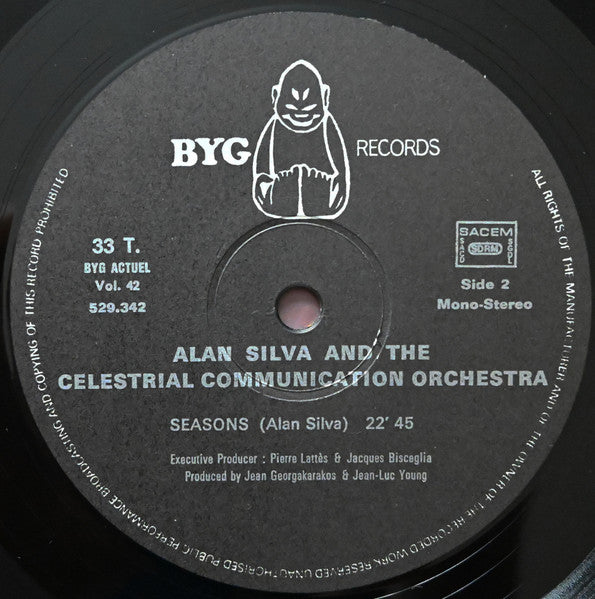 BYG RECORDS
33 T.
BYG ACTUEL
Vol. 42
529.342
SACEM
SACD SDRM SGDL
Side 2
Mono-Stereo
ALAN SILVA AND THE
CELESTRIAL COMMUNICATION ORCHESTRA
SEASONS (Alan Silva) 22' 45
Executive Producer : Pierre Lattès & Jacques Bisceglia
Produced by Jean Georgakarakos & Jean-Luc Young
ALL RIGHTS OF THE MANUFACTURER AND OF THE OWNER OF THE RECORDED WORK RESERVED UNAUTHORISED PUBLIC PERFORMANCE BROADCASTING AND COPYING OF THIS RECORD PROHIBITED